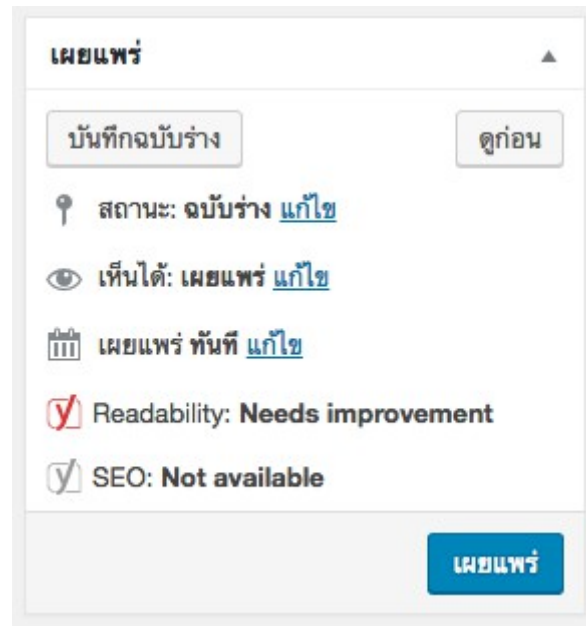 เผยแพร่
บันทึกฉบับร่าง ดูก่อน
สถานะ: ฉบับร่าง แก้ไข
เห็นได้: เผยแพร่ แก้ไข
เผยแพร่ ทันที แก้ไข
Readability: Needs improvement
SEO: Not available
เผยแพร่